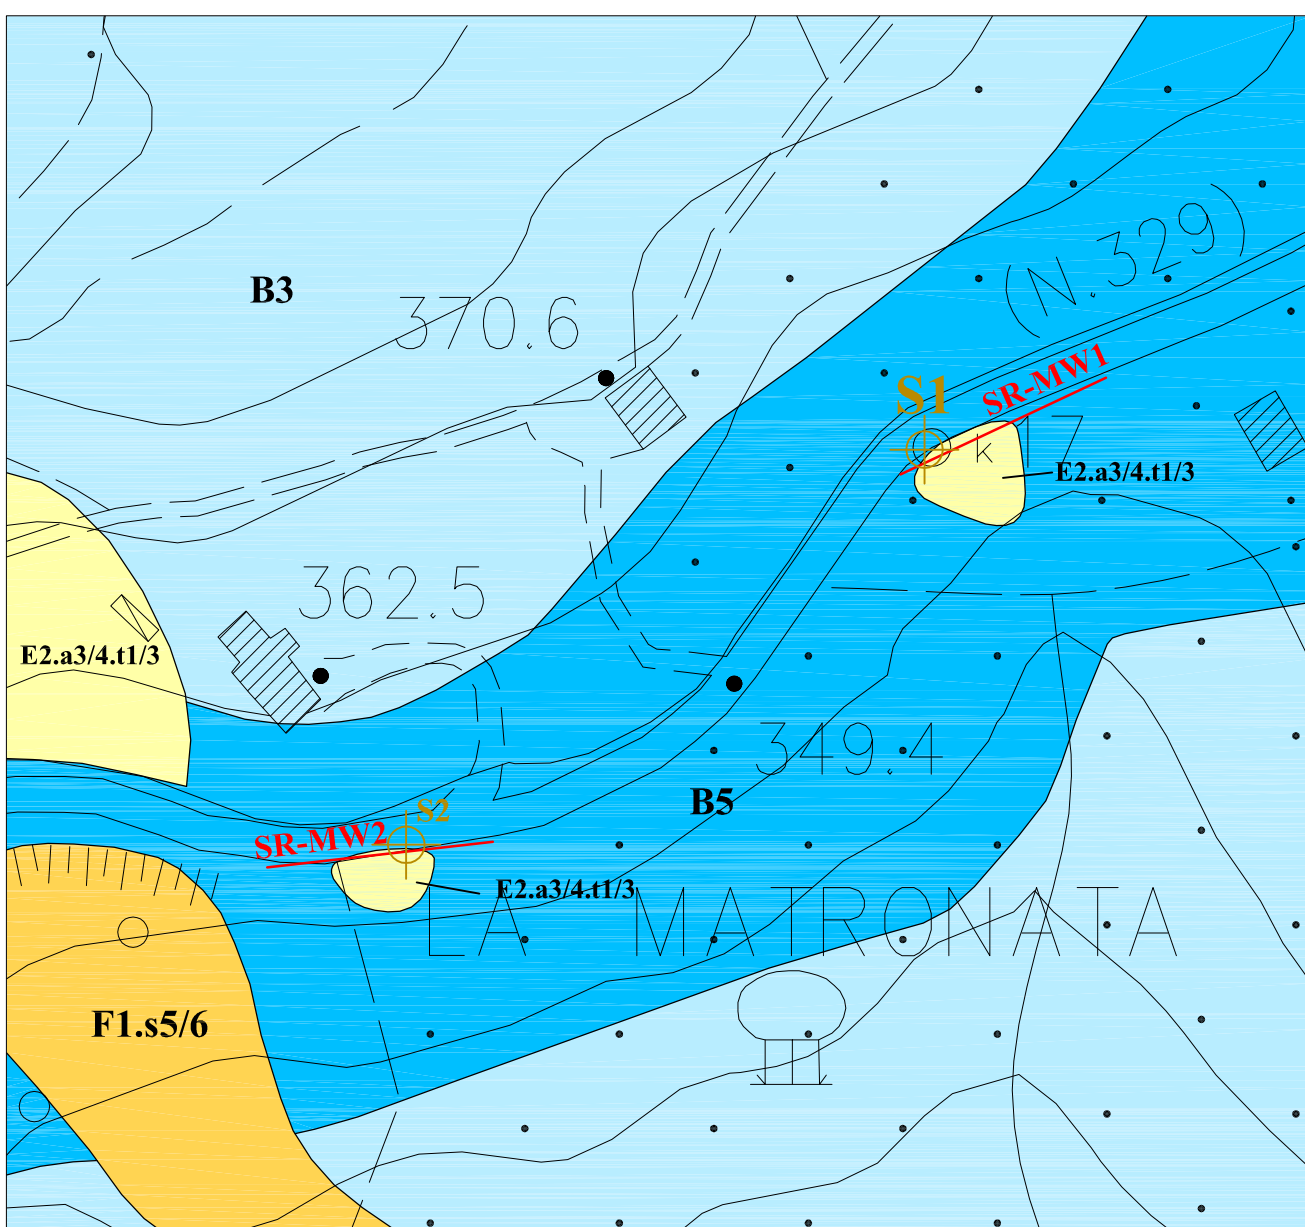 (N.329)
B3
370.6
SR-MW1
S1
k 17
E2.a3/4.t1/3
362.5
E2.a3/4.t1/3
349.4
B5
S2
SR-MW2
E2.a3/4.t1/3
LA MATRONATA
F1.s5/6